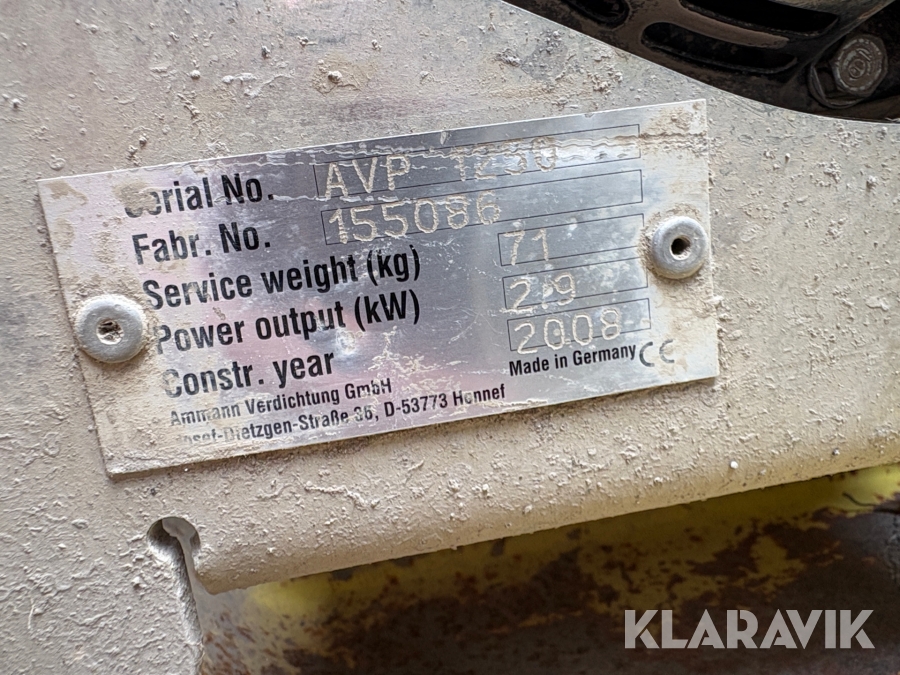 Serial No. AVP 1230
Fabr. No. 155086
Service weight (kg) 71
Power output (kW) 2.9
Constr. year 2008
Made in Germany CE
Ammann Verdichtung GmbH
Josef-Dietzgen-Straße 36, D-53773 Hennef
KLARAVIK